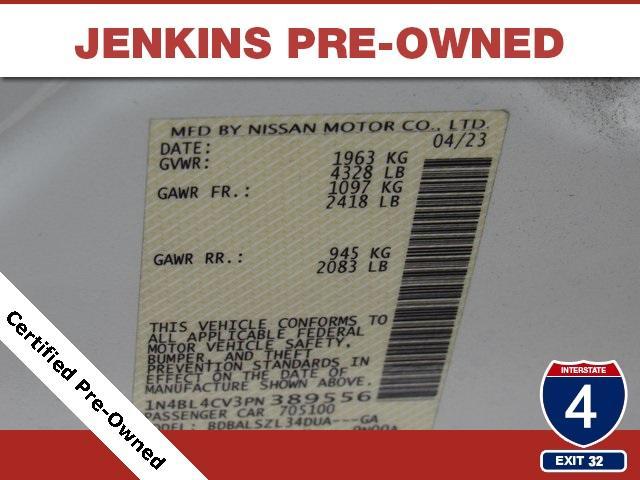 JENKINS PRE-OWNED
MFD BY NISSAN MOTOR CO., LTD.
DATE: 04/23
GVWR: 1963 KG
4328 LB
GAWR FR.: 1097 KG
2418 LB
GAWR RR.: 945 KG
2083 LB
THIS VEHICLE CONFORMS TO
ALL APPLICABLE FEDERAL
MOTOR VEHICLE SAFETY,
BUMPER, AND THEFT
PREVENTION STANDARDS IN
EFFECT ON THE DATE OF
MANUFACTURE SHOWN ABOVE.
1N4BL4CV3PN389556
PASSENGER CAR 705100
MODEL: BDBALSZL34DUA---GA
Certified Pre-Owned
INTERSTATE
4
EXIT 32